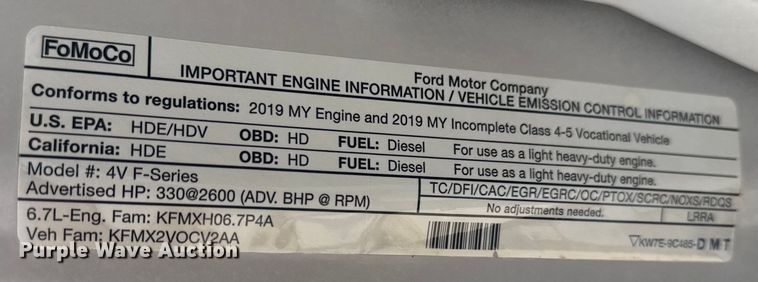 FoMoCo
Ford Motor Company
IMPORTANT ENGINE INFORMATION / VEHICLE EMISSION CONTROL INFORMATION
Conforms to regulations: 2019 MY Engine and 2019 MY Incomplete Class 4-5 Vocational Vehicle
U.S. EPA: HDE/HDV OBD: HD FUEL: Diesel For use as a light heavy-duty engine.
California: HDE OBD: HD FUEL: Diesel For use as a light heavy-duty engine.
Model #: 4V F-Series
Advertised HP: 330@2600 (ADV. BHP @ RPM)
TC/DFI/CAC/EGR/EGRC/OC/PTOX/SCRC/NOXS/RDQS
No adjustments needed. LRRA
6.7L-Eng. Fam: KFMXH06.7P4A
Veh Fam: KFMX2VOCV2AA
KW7E-9C485-DMT
Purple Wave Auction